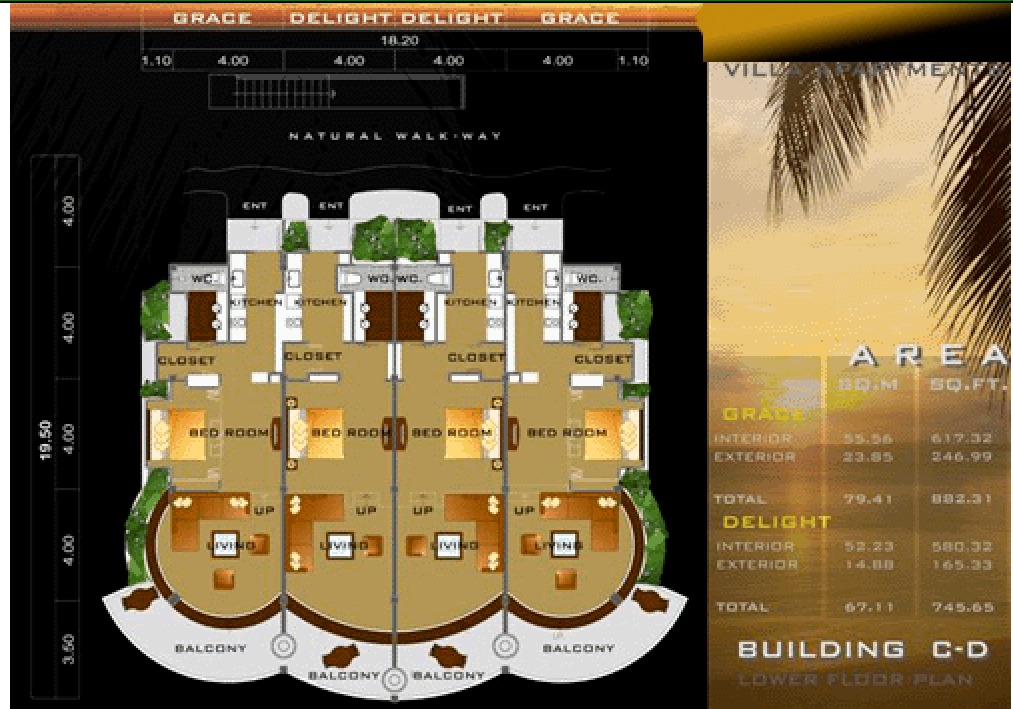 GRACE DELIGHT DELIGHT GRACE
18.20
1.10 4.00 4.00 4.00 4.00 1.10
NATURAL WALK-WAY
ENT ENT ENT ENT
WC. WC. WC. WC.
KITCHEN KITCHEN KITCHEN KITCHEN
CLOSET CLOSET CLOSET CLOSET
BED ROOM BED ROOM BED ROOM BED ROOM
UP UP UP UP
LIVING LIVING LIVING LIVING
BALCONY BALCONY
BALCONY BALCONY
4.00
4.00
4.00
4.00
3.50
19.50
VILLA APARTMENTS
AREA
SQ.M SQ.FT.
GRACE
INTERIOR 55.56 617.32
EXTERIOR 23.85 246.99
TOTAL 79.41 882.31
DELIGHT
INTERIOR 52.23 580.32
EXTERIOR 14.88 165.33
TOTAL 67.11 745.65
BUILDING C-D
LOWER FLOOR PLAN